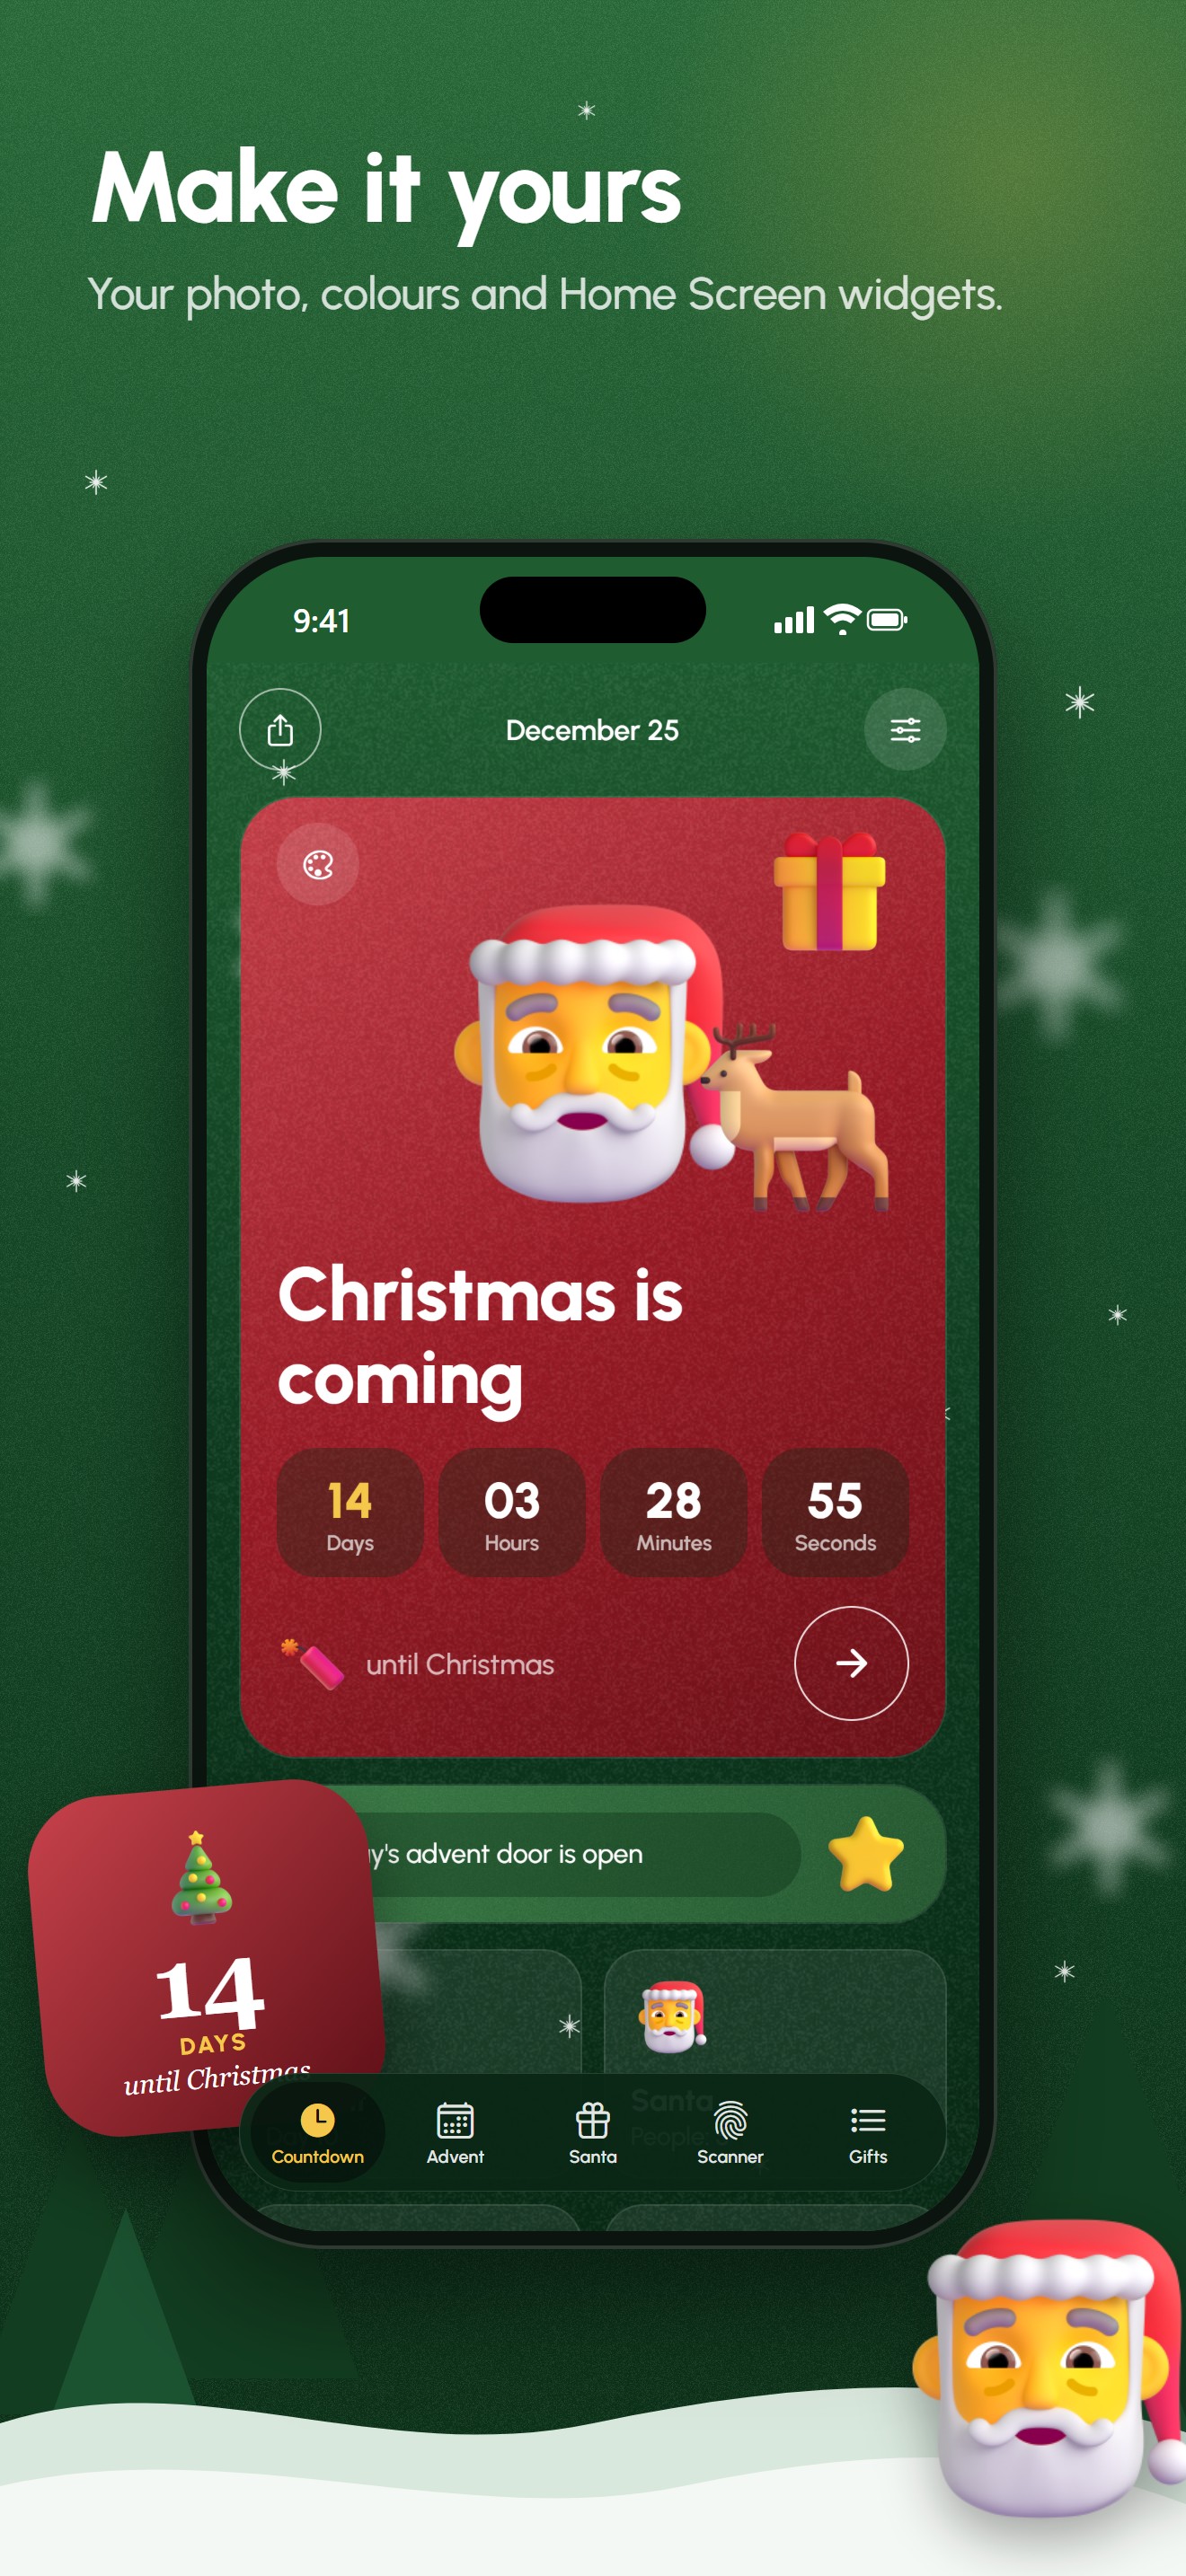 Make it yours
Your photo, colours and Home Screen widgets.
9:41
December 25
Christmas is
coming
14
Days
03
Hours
28
Minutes
55
Seconds
until Christmas
advent door is open
14
DAYS
until Christmas
Santa
People
Countdown
Advent
Santa
Scanner
Gifts